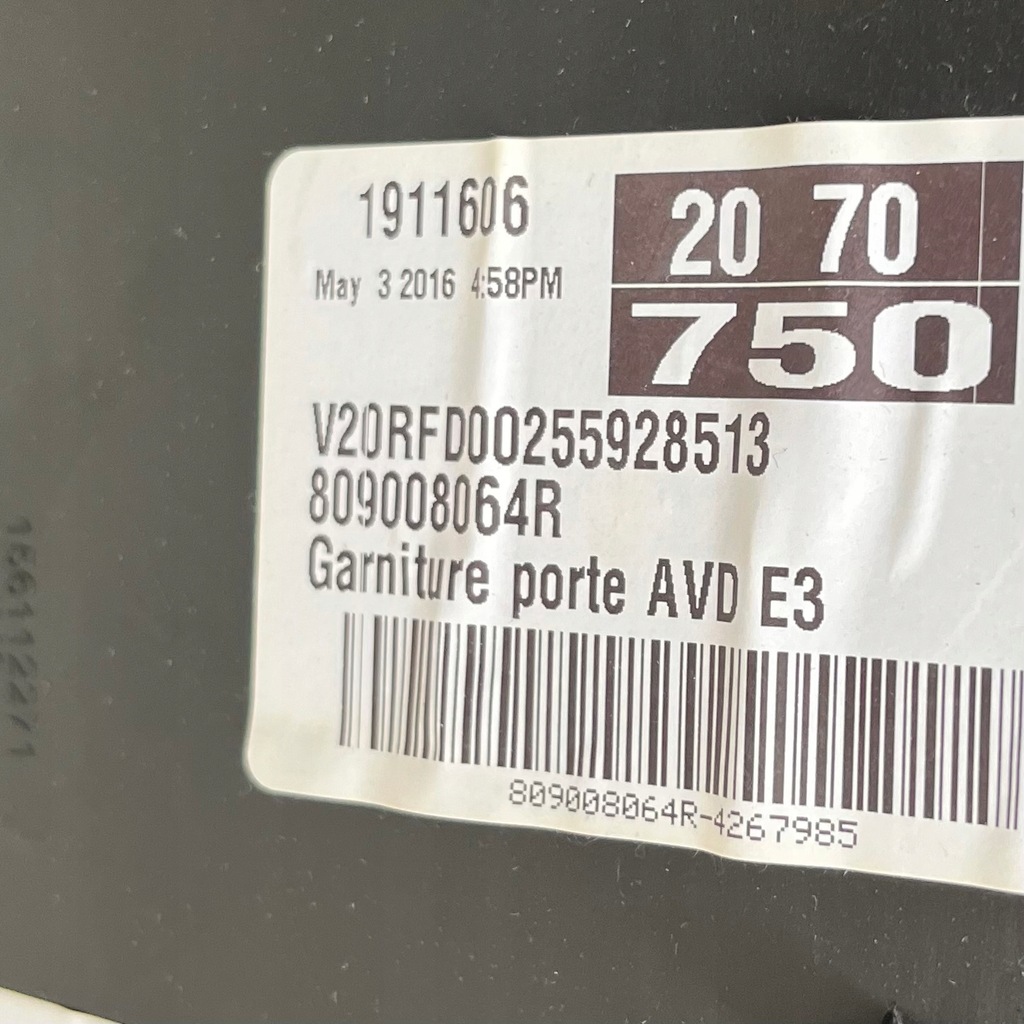 1911606
May 3 2016 4:58PM
20 70
750
V20RFD00255928513
809008064R
Garniture porte AVD E3
809008064R-4267985